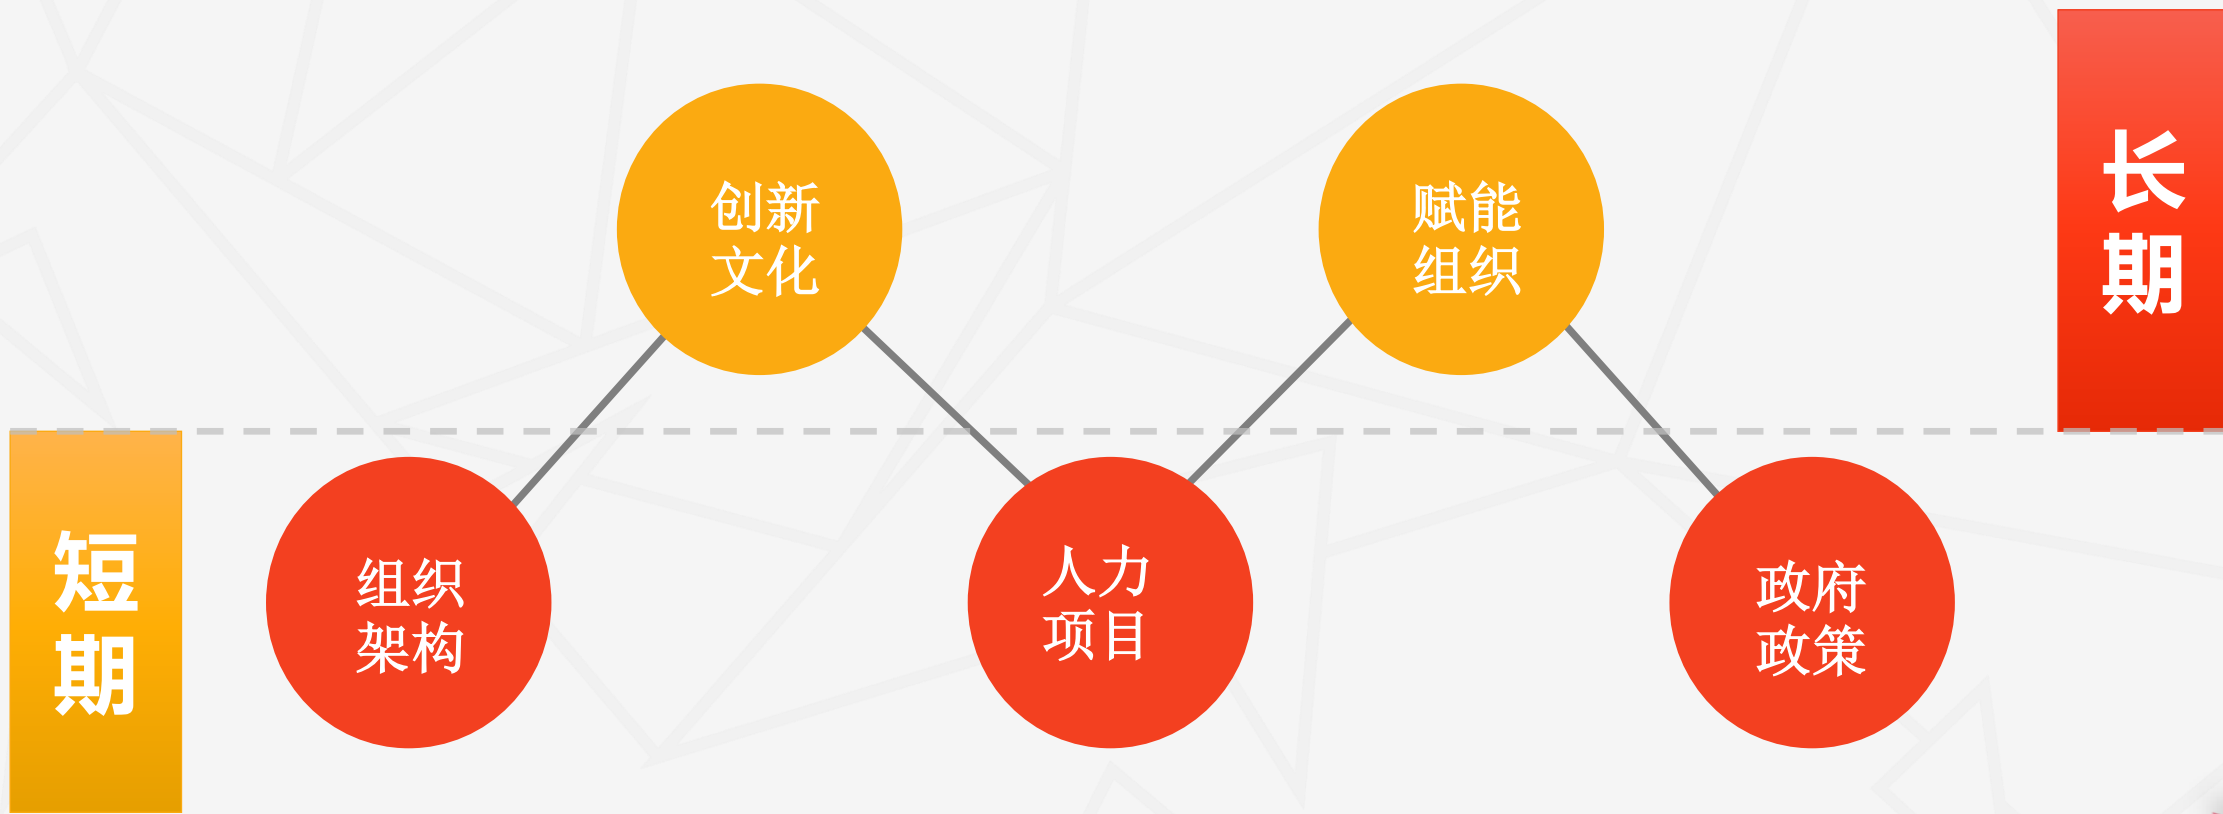 创新
文化
赋能
组织
长
期
短
期
组织
架构
人力
项目
政府
政策